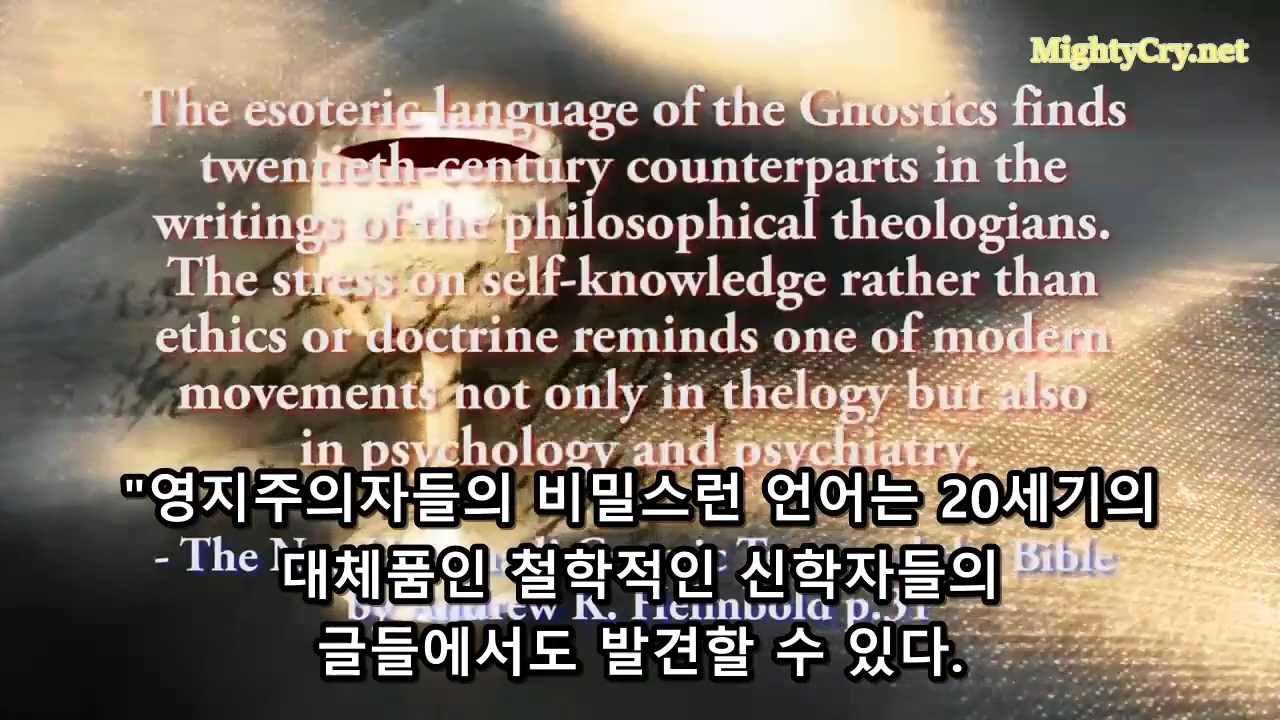 MightyCry.net
The esoteric language of the Gnostics finds
twentieth-century counterparts in the
writings of the philosophical theologians.
The stress on self-knowledge rather than
ethics or doctrine reminds one of modern
movements not only in thelogy but also
in psychology and psychiatry.
"영지주의자들의 비밀스런 언어는 20세기의
- The Bible
대체품인 철학적인 신학자들의
by Andrew K. Helmbold p.51
글들에서도 발견할 수 있다.